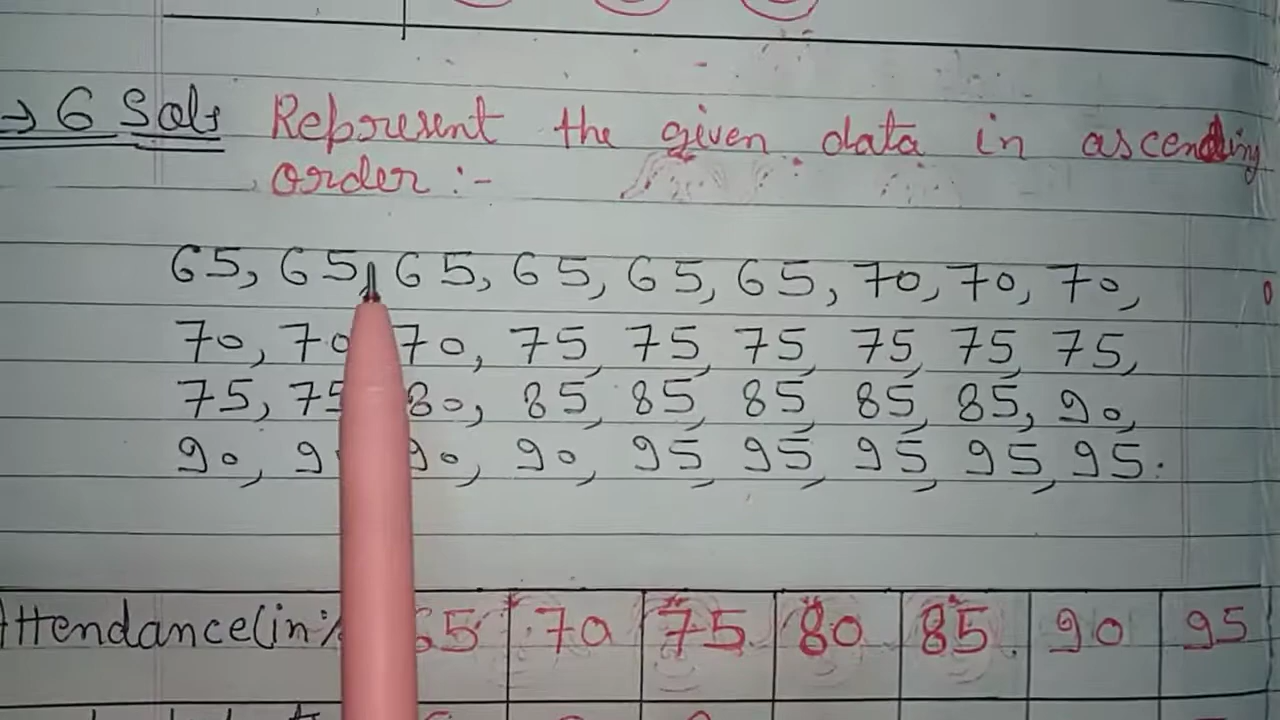 → 6 Sol:
Represent the given data in ascending
order :-
65, 65, 65, 65, 65, 65, 70, 70, 70,
70, 70, 70, 75, 75, 75, 75, 75, 75,
75, 75 80, 85, 85, 85, 85, 85, 90,
90, 90, 90, 95, 95, 95, 95, 95.
Attendance (in % 65 70 75 80 85 90 95